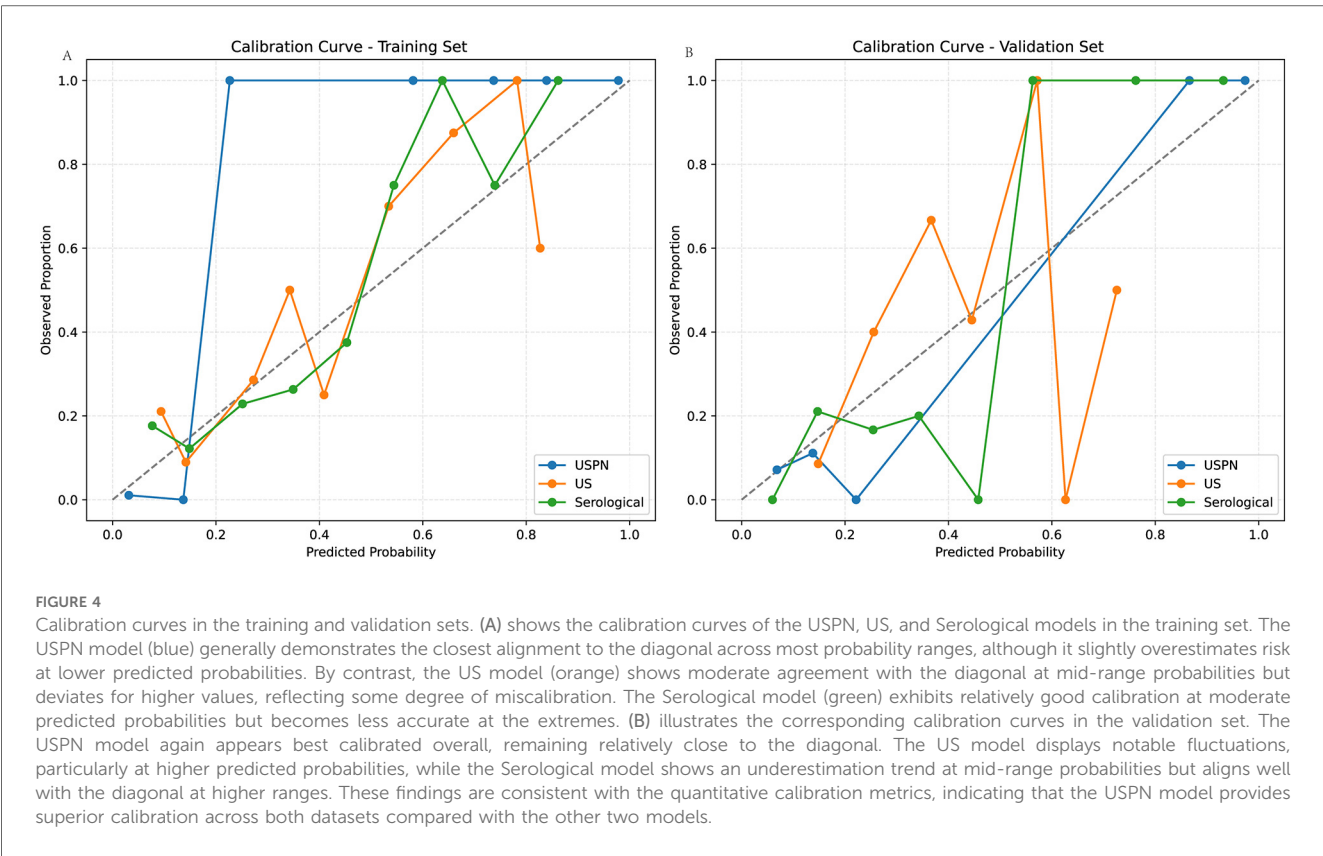 A
Calibration Curve - Training Set
1.0
0.8
0.6
0.4
0.2
0.0
Observed Proportion
0.0 0.2 0.4 0.6 0.8 1.0
Predicted Probability
USPN
US
Serological
B
Calibration Curve - Validation Set
1.0
0.8
0.6
0.4
0.2
0.0
Observed Proportion
0.0 0.2 0.4 0.6 0.8 1.0
Predicted Probability
USPN
US
Serological
FIGURE 4
Calibration curves in the training and validation sets. (A) shows the calibration curves of the USPN, US, and Serological models in the training set. The
USPN model (blue) generally demonstrates the closest alignment to the diagonal across most probability ranges, although it slightly overestimates risk
at lower predicted probabilities. By contrast, the US model (orange) shows moderate agreement with the diagonal at mid-range probabilities but
deviates for higher values, reflecting some degree of miscalibration. The Serological model (green) exhibits relatively good calibration at moderate
predicted probabilities but becomes less accurate at the extremes. (B) illustrates the corresponding calibration curves in the validation set. The
USPN model again appears best calibrated overall, remaining relatively close to the diagonal. The US model displays notable fluctuations,
particularly at higher predicted probabilities, while the Serological model shows an underestimation trend at mid-range probabilities but aligns well
with the diagonal at higher ranges. These findings are consistent with the quantitative calibration metrics, indicating that the USPN model provides
superior calibration across both datasets compared with the other two models.